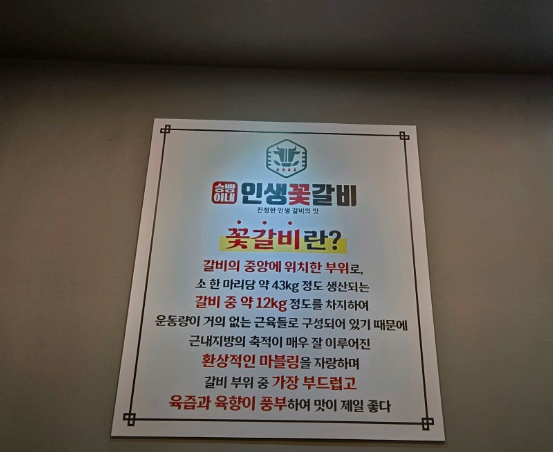 승빵
이네
인생꽃갈비
진정한 인생 갈비의 맛
꽃갈비란?
갈비의 중앙에 위치한 부위로,
소 한 마리당 약 43kg 정도 생산되는
갈비 중 약 12kg 정도를 차지하여
운동량이 거의 없는 근육들로 구성되어 있기 때문에
근내지방의 축적이 매우 잘 이루어진
환상적인 마블링을 자랑하며
갈비 부위 중 가장 부드럽고
육즙과 육향이 풍부하여 맛이 제일 좋다